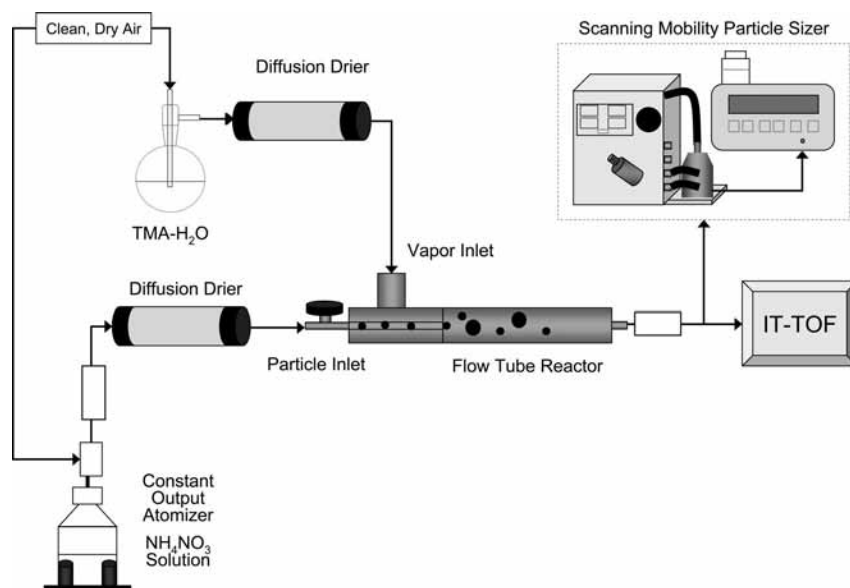 Clean, Dry Air
Scanning Mobility Particle Sizer
Diffusion Drier
TMA-H₂O
Vapor Inlet
Diffusion Drier
IT-TOF
Particle Inlet
Flow Tube Reactor
Constant
Output
Atomizer
NH₄NO₃
Solution